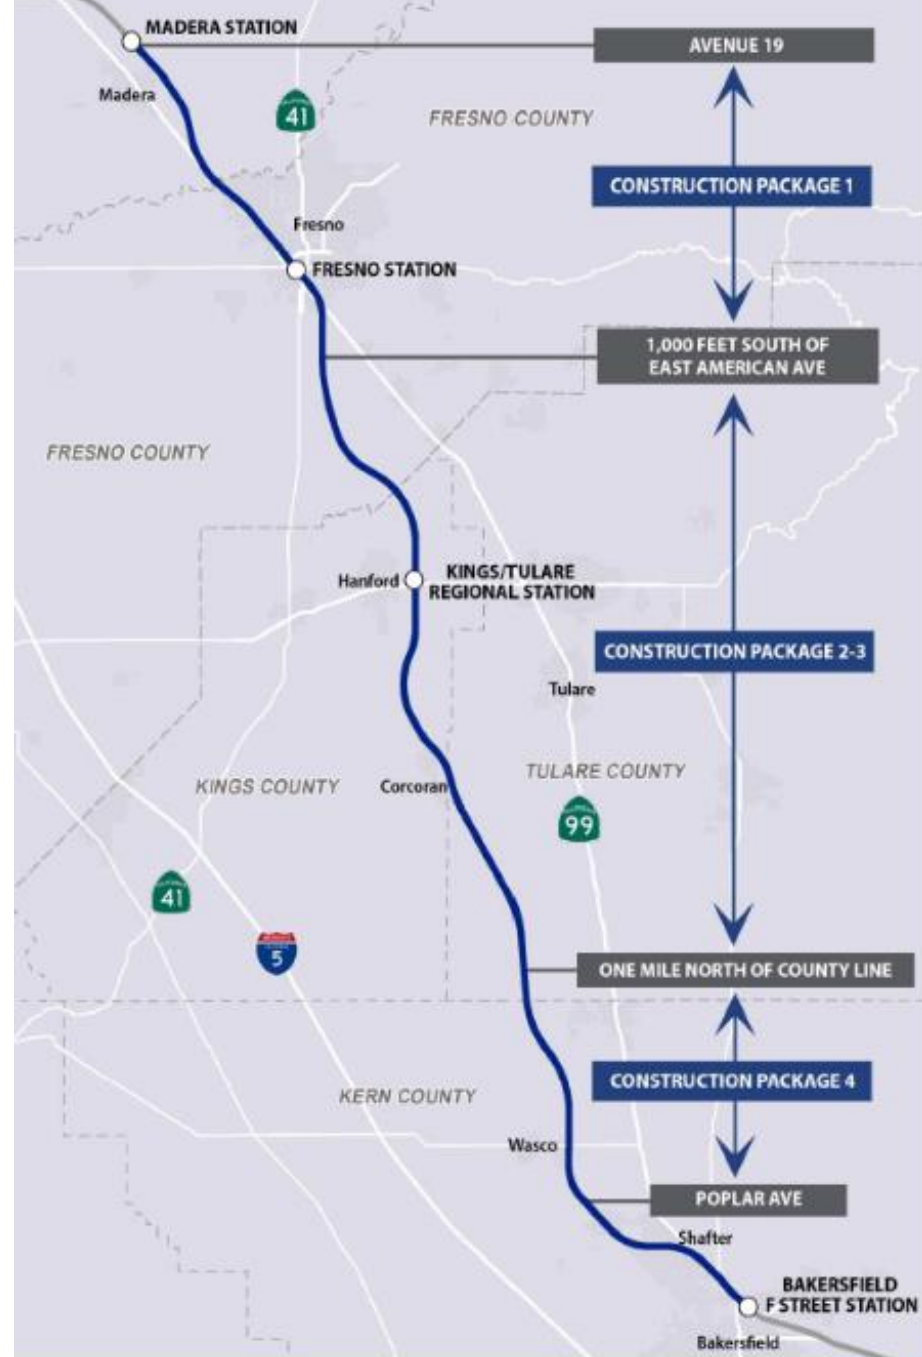 MADERA STATION
AVENUE 19
Madera
41
FRESNO COUNTY
CONSTRUCTION PACKAGE 1
Fresno
FRESNO STATION
1,000 FEET SOUTH OF
EAST AMERICAN AVE
FRESNO COUNTY
Hanford
KINGS/TULARE
REGIONAL STATION
CONSTRUCTION PACKAGE 2-3
Tulare
TULARE COUNTY
KINGS COUNTY
Corcoran
99
41
5
ONE MILE NORTH OF COUNTY LINE
CONSTRUCTION PACKAGE 4
KERN COUNTY
Wasco
POPLAR AVE
Shafter
BAKERSFIELD
F STREET STATION
Bakersfield